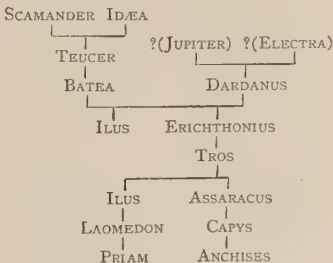 SCAMANDER IDÆA
?(JUPITER) ?(ELECTRA)
TEUCER
BATEA DARDANUS
ILUS ERICHTHONIUS
TROS
ILUS ASSARACUS
LAOMEDON CAPYS
PRIAM ANCHISES